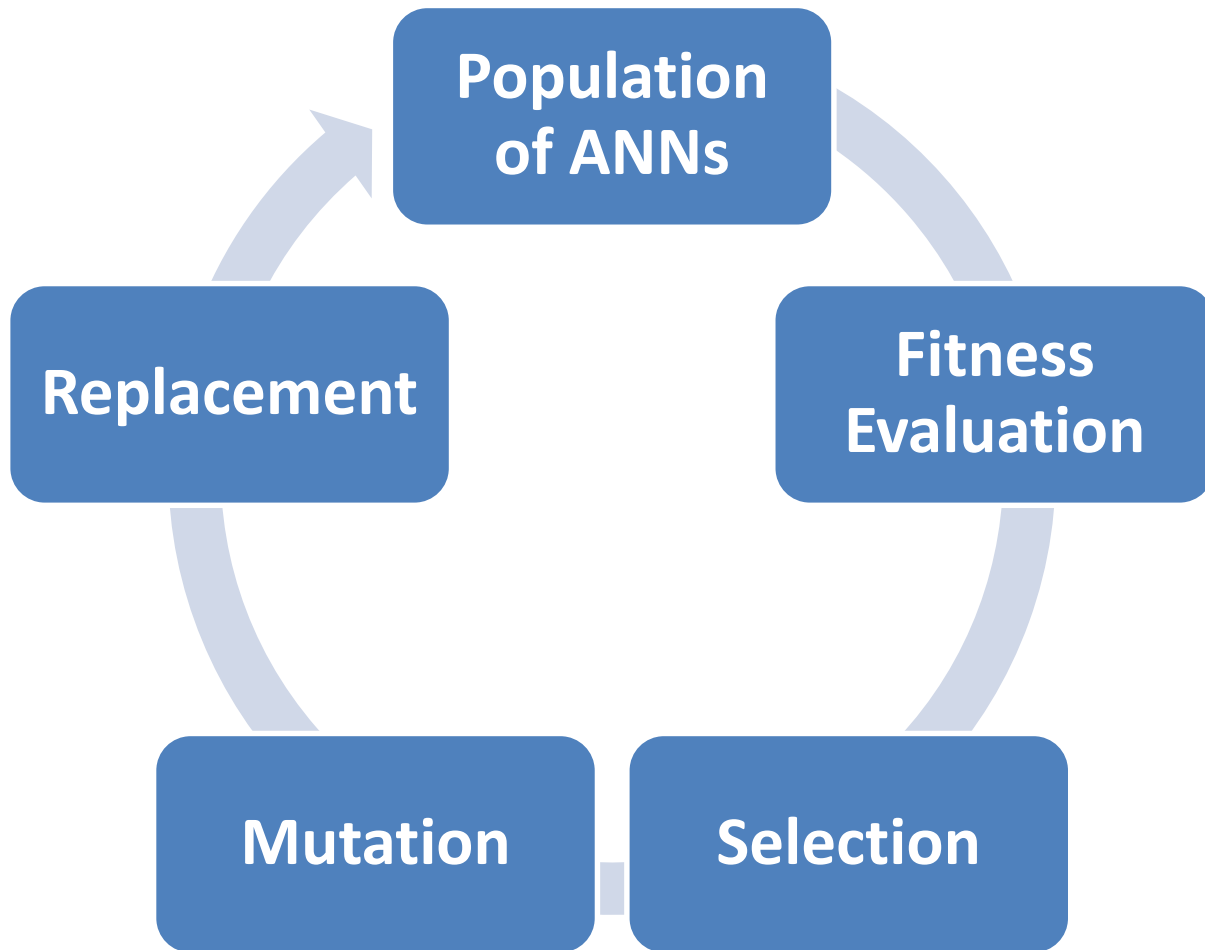 Population
of ANNs
Fitness
Evaluation
Selection
Mutation
Replacement